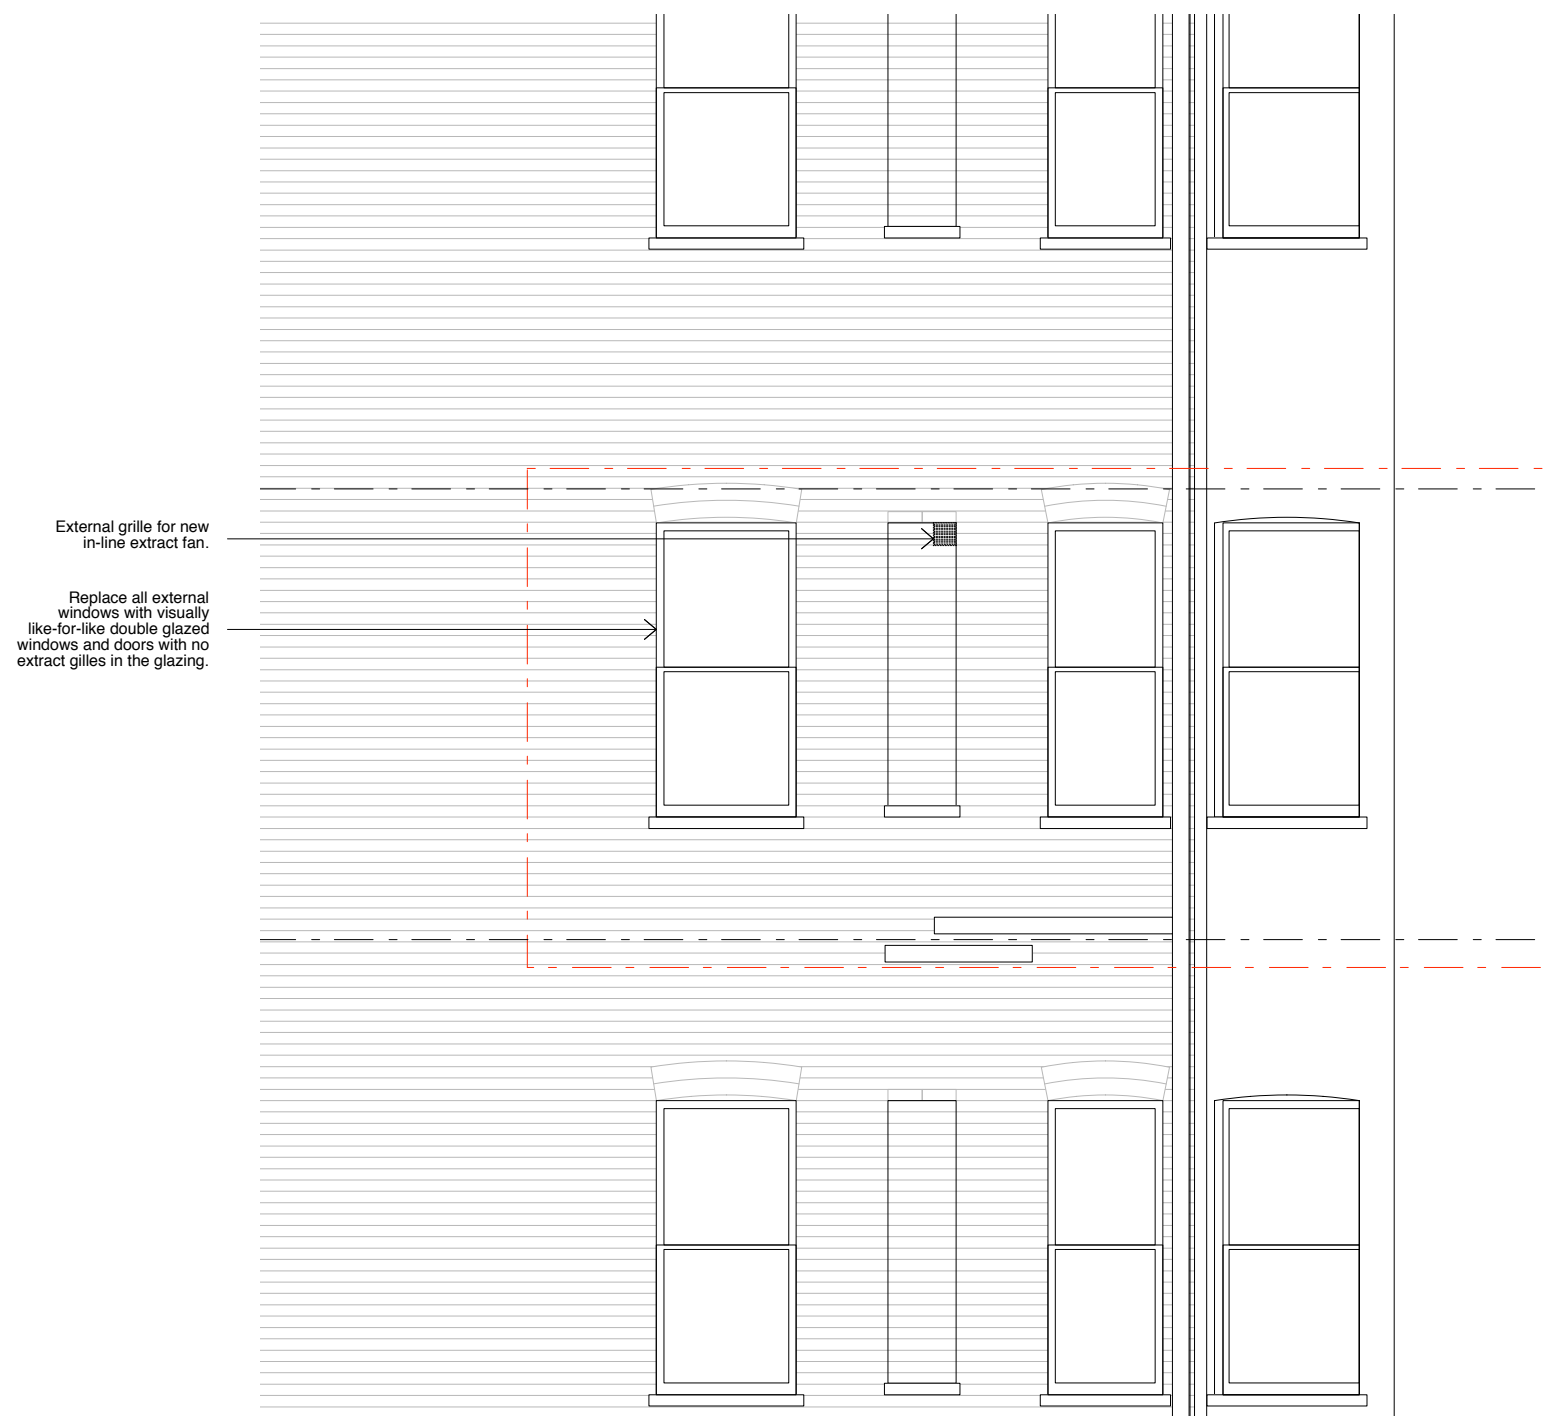 External grille for new
in-line extract fan.
Replace all external
windows with visually
like-for-like double glazed
windows and doors with no
extract gilles in the glazing.